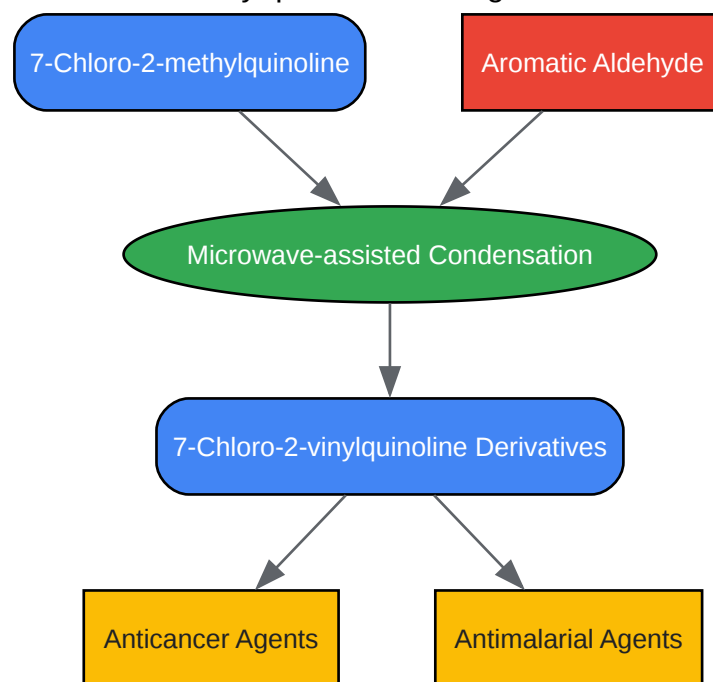 7-Chloro-2-methylquinoline
Aromatic Aldehyde
Microwave-assisted Condensation
7-Chloro-2-vinylquinoline Derivatives
Anticancer Agents
Antimalarial Agents